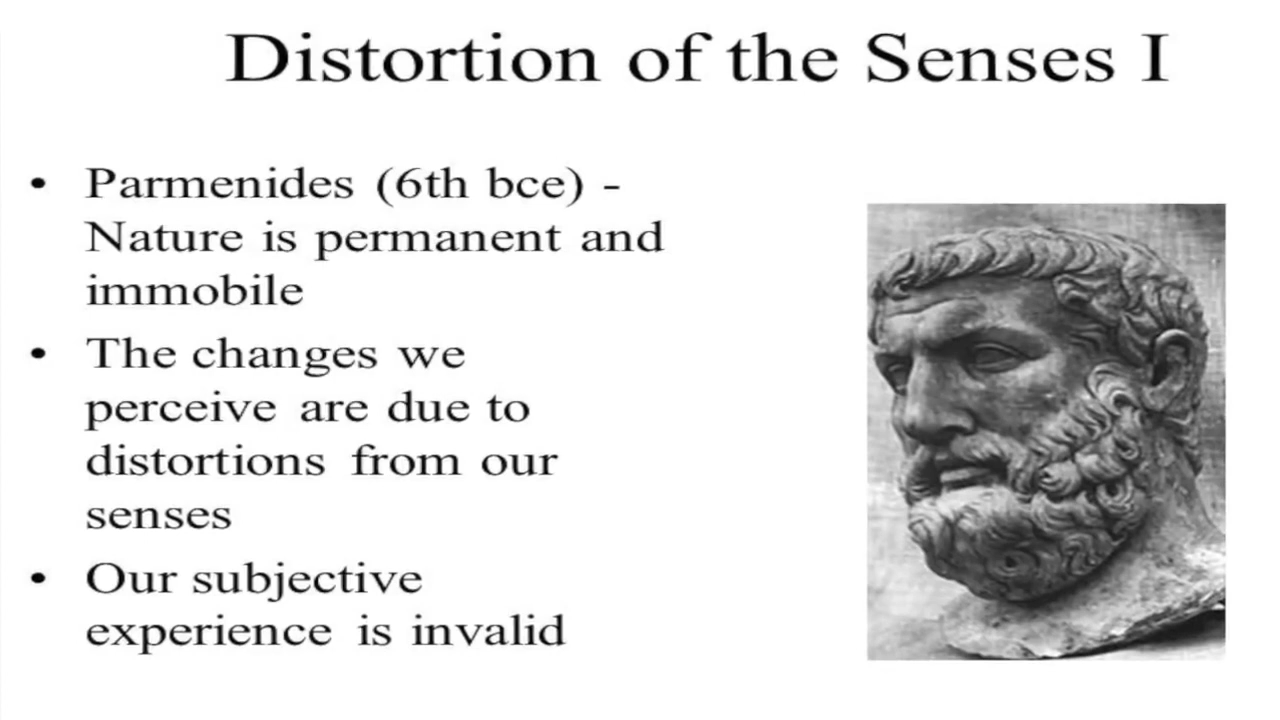 Distortion of the Senses I
• Parmenides (6th bce) -
Nature is permanent and
immobile
• The changes we
perceive are due to
distortions from our
senses
• Our subjective
experience is invalid